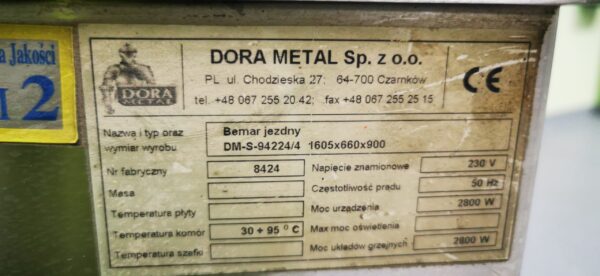 a Jakości
2
DORA
METAL
DORA METAL Sp. z o.o.
PL ul. Chodzieska 27; 64-700 Czarnków
tel. +48 067 255 20 42; fax +48 067 255 25 15
CE
Nazwa i typ oraz
wymiar wyrobu
Bemar jezdny
DM-S-94224/4 1605x660x900
Nr fabryczny 8424
Masa
Temperatura płyty
Temperatura komór 30 + 95 ° C
Temperatura szafki
Napięcie znamionowe 230 V
Częstotliwość prądu 50 Hz
Moc urządzenia 2800 W
Max moc oświetlenia
Moc układów grzejnych 2800 W